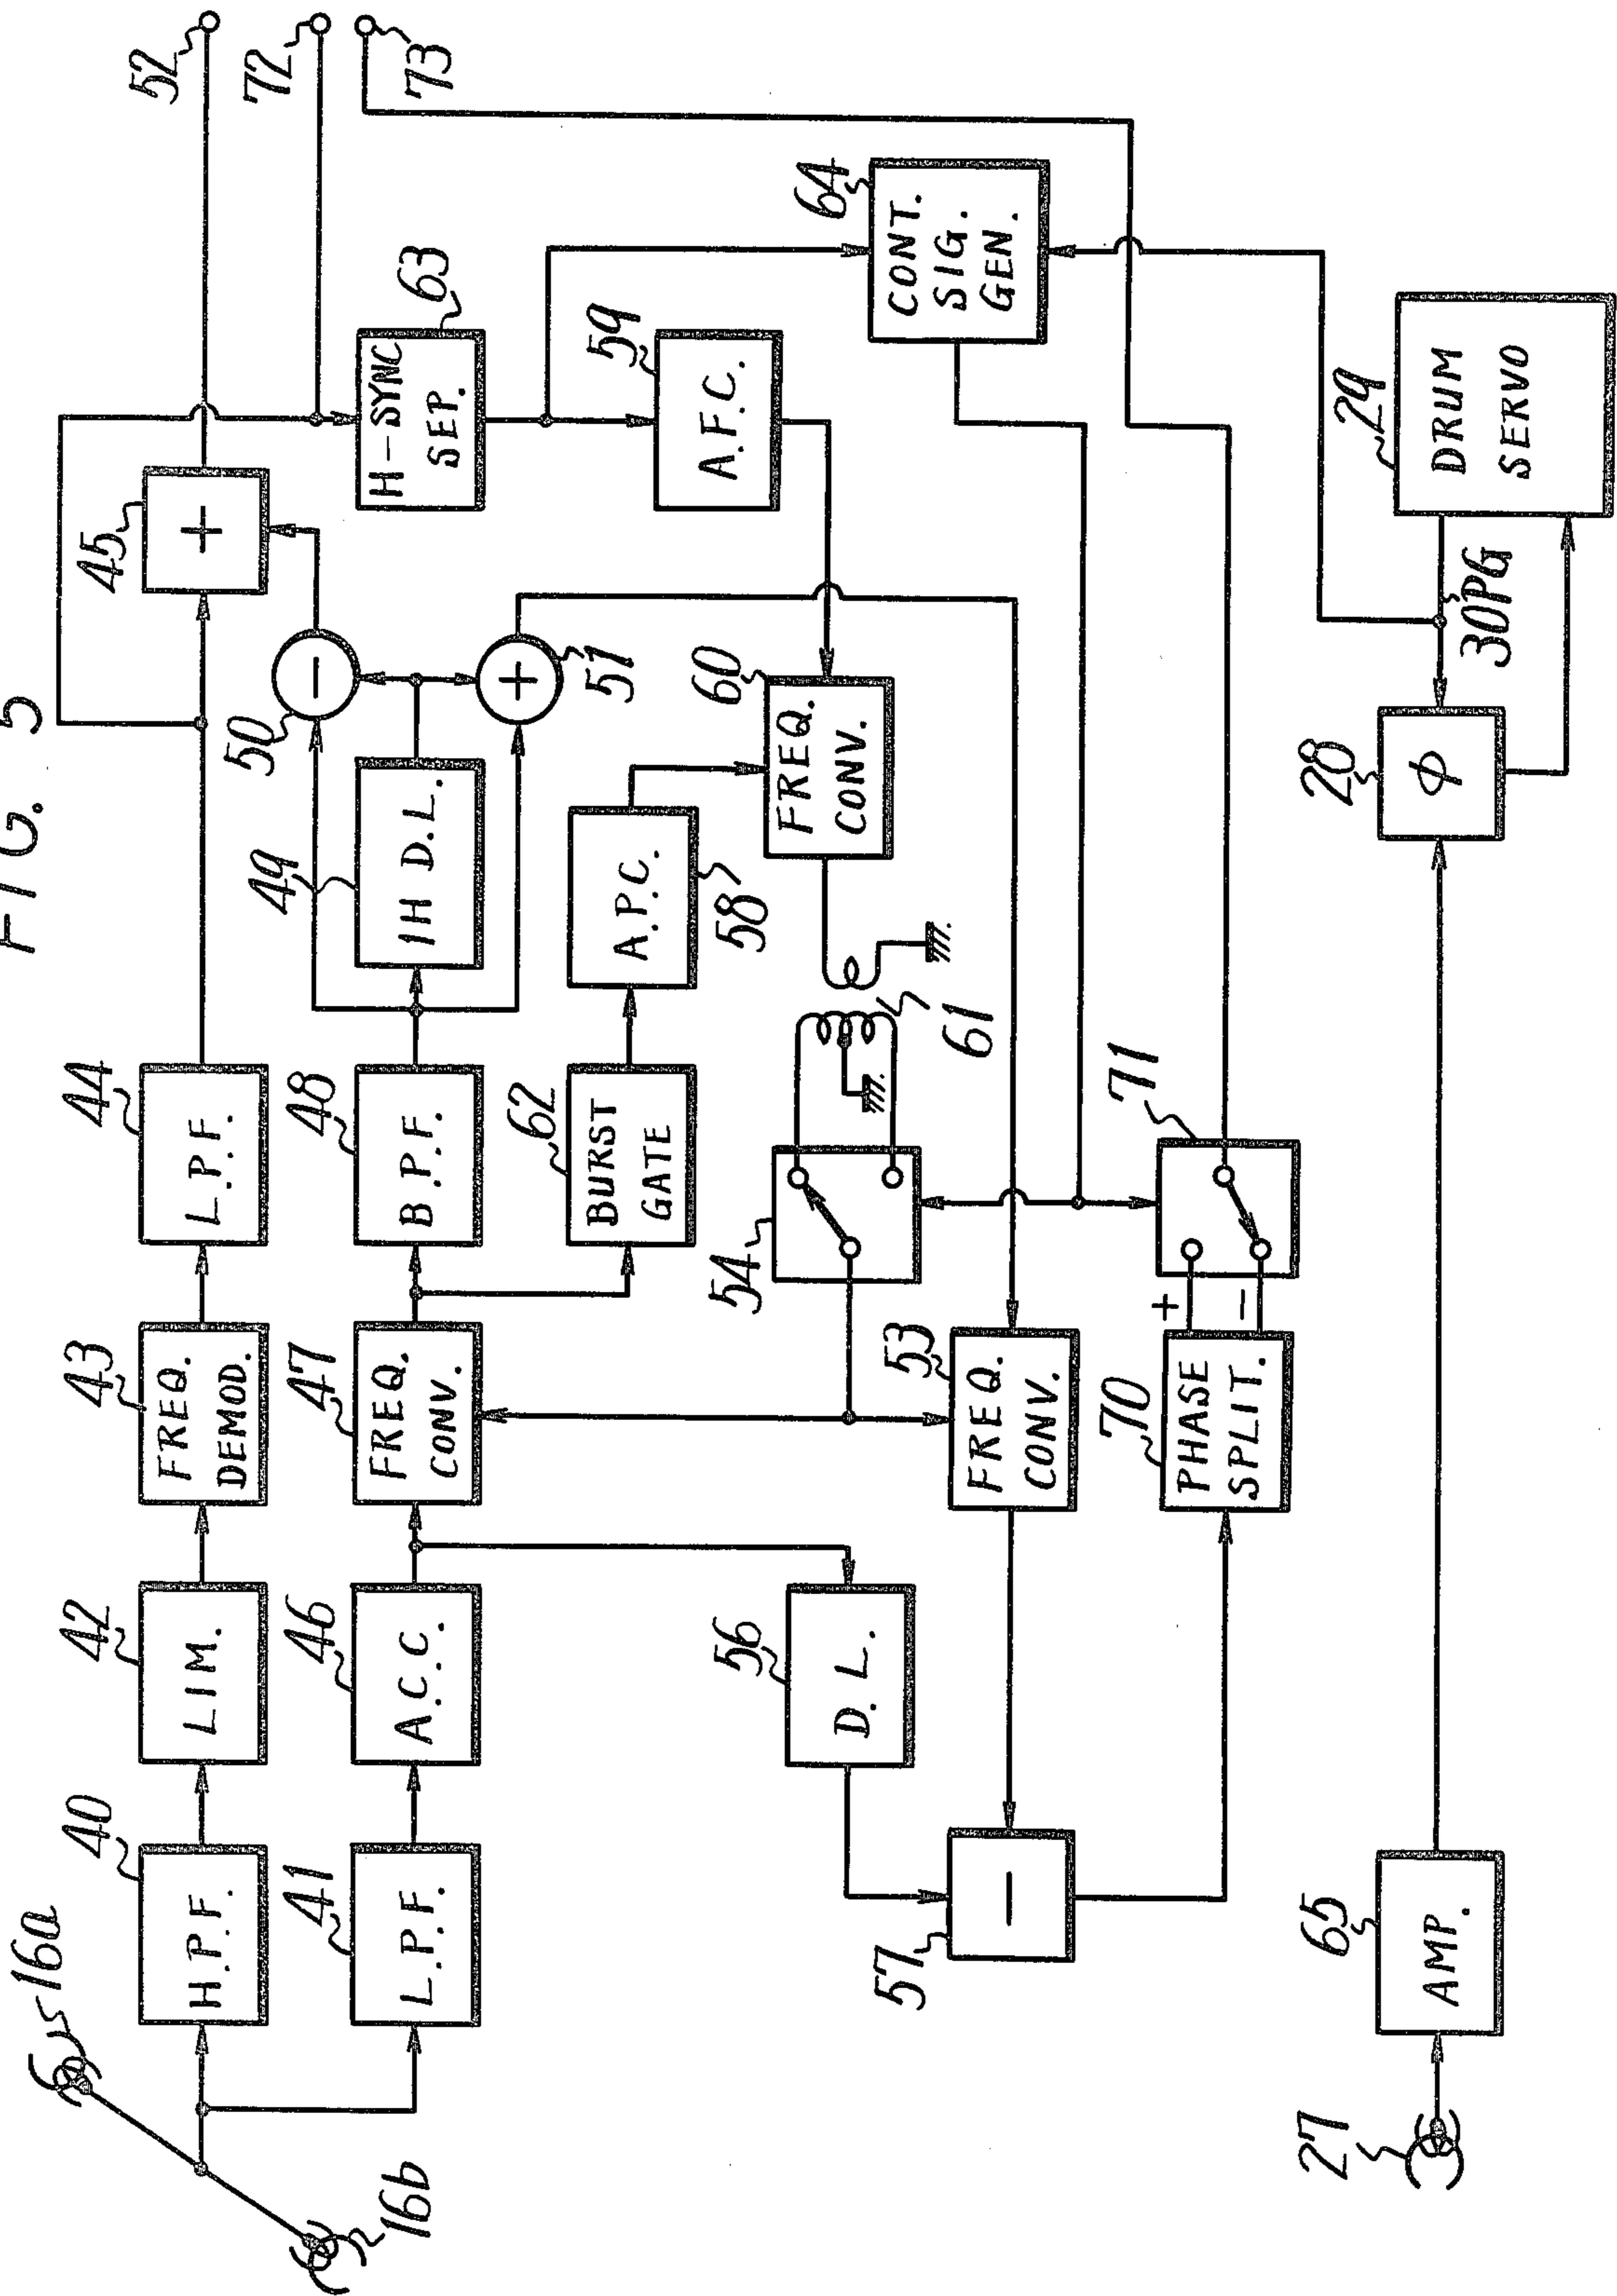 FIG. 5
16a
16b
40
H.P.F.
42
LIM.
43
FREQ.
DEMOD.
44
L.P.F.
45
+
52
41
L.P.F.
46
A.C.C.
47
FREQ.
CONV.
48
B.P.F.
49
1H D.L.
50
−
51
+
72
73
62
BURST
GATE
58
A.P.C.
63
H-SYNC
SEP.
59
A.F.C.
60
FREQ.
CONV.
61
54
64
CONT.
SIG.
GEN.
56
D.L.
57
−
53
FREQ.
CONV.
70
PHASE
SPLIT.
+
−
71
27
65
AMP.
28
ϕ
30PG
29
DRUM
SERVO